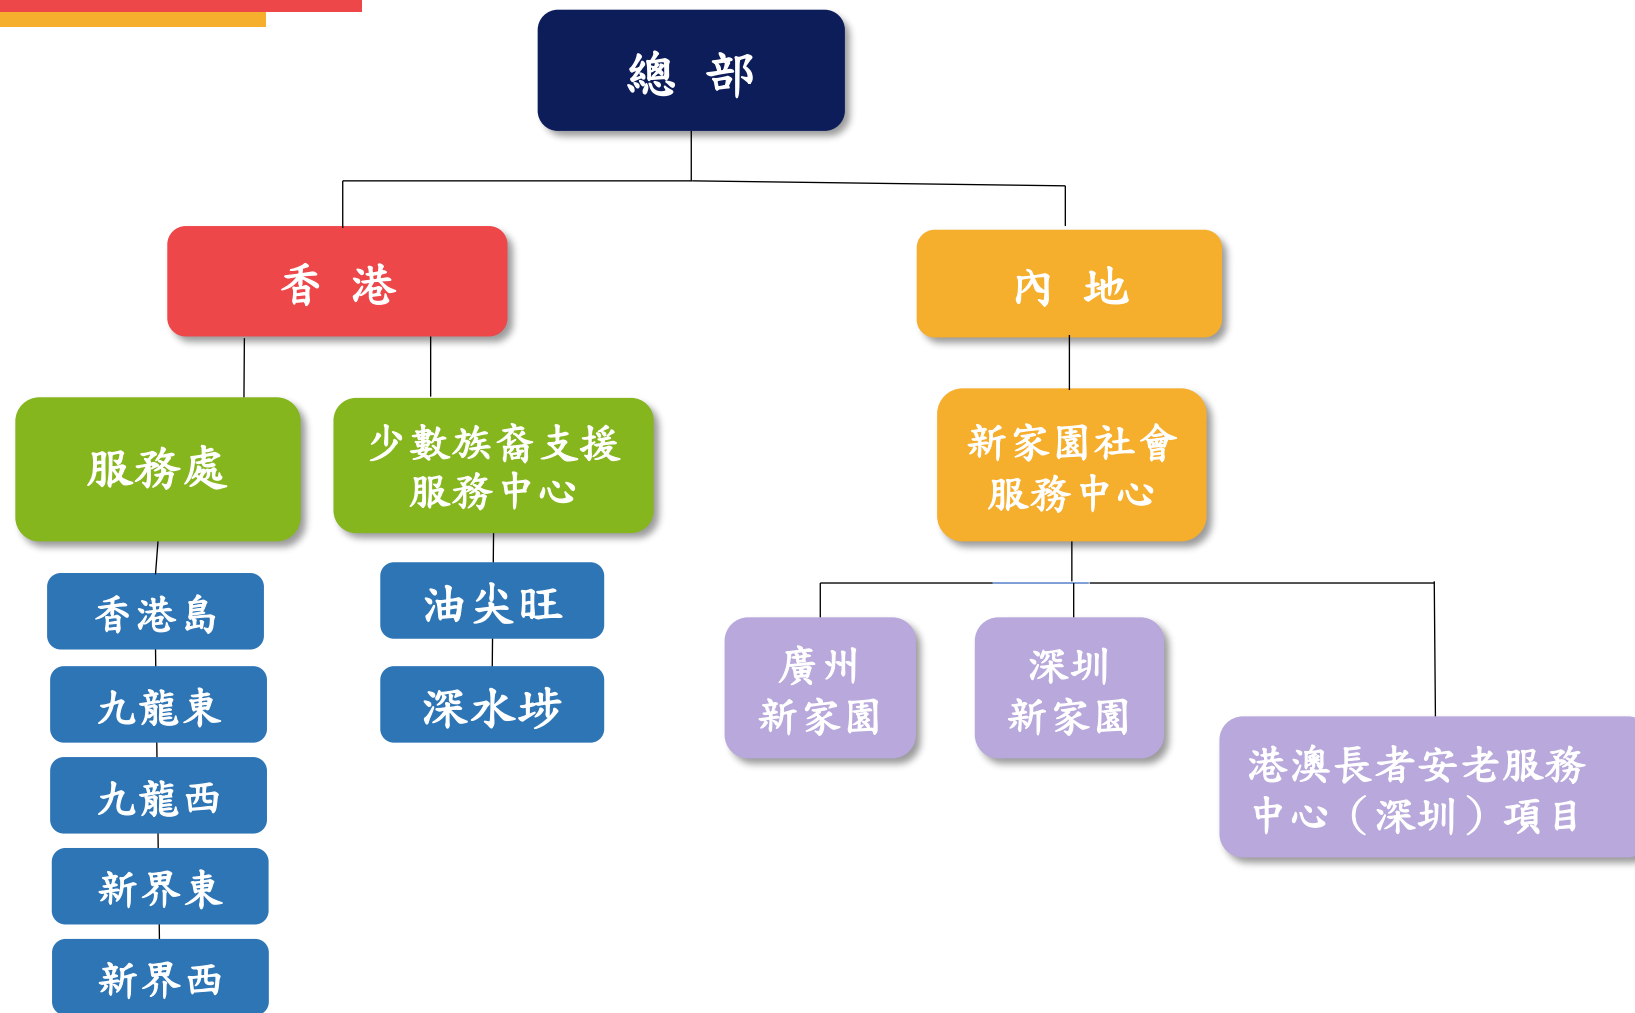 總 部
香 港
內 地
服務處
少數族裔支援
服務中心
新家園社會
服務中心
香港島
九龍東
九龍西
新界東
新界西
油尖旺
深水埗
廣州
新家園
深圳
新家園
港澳長者安老服務
中心（深圳）項目